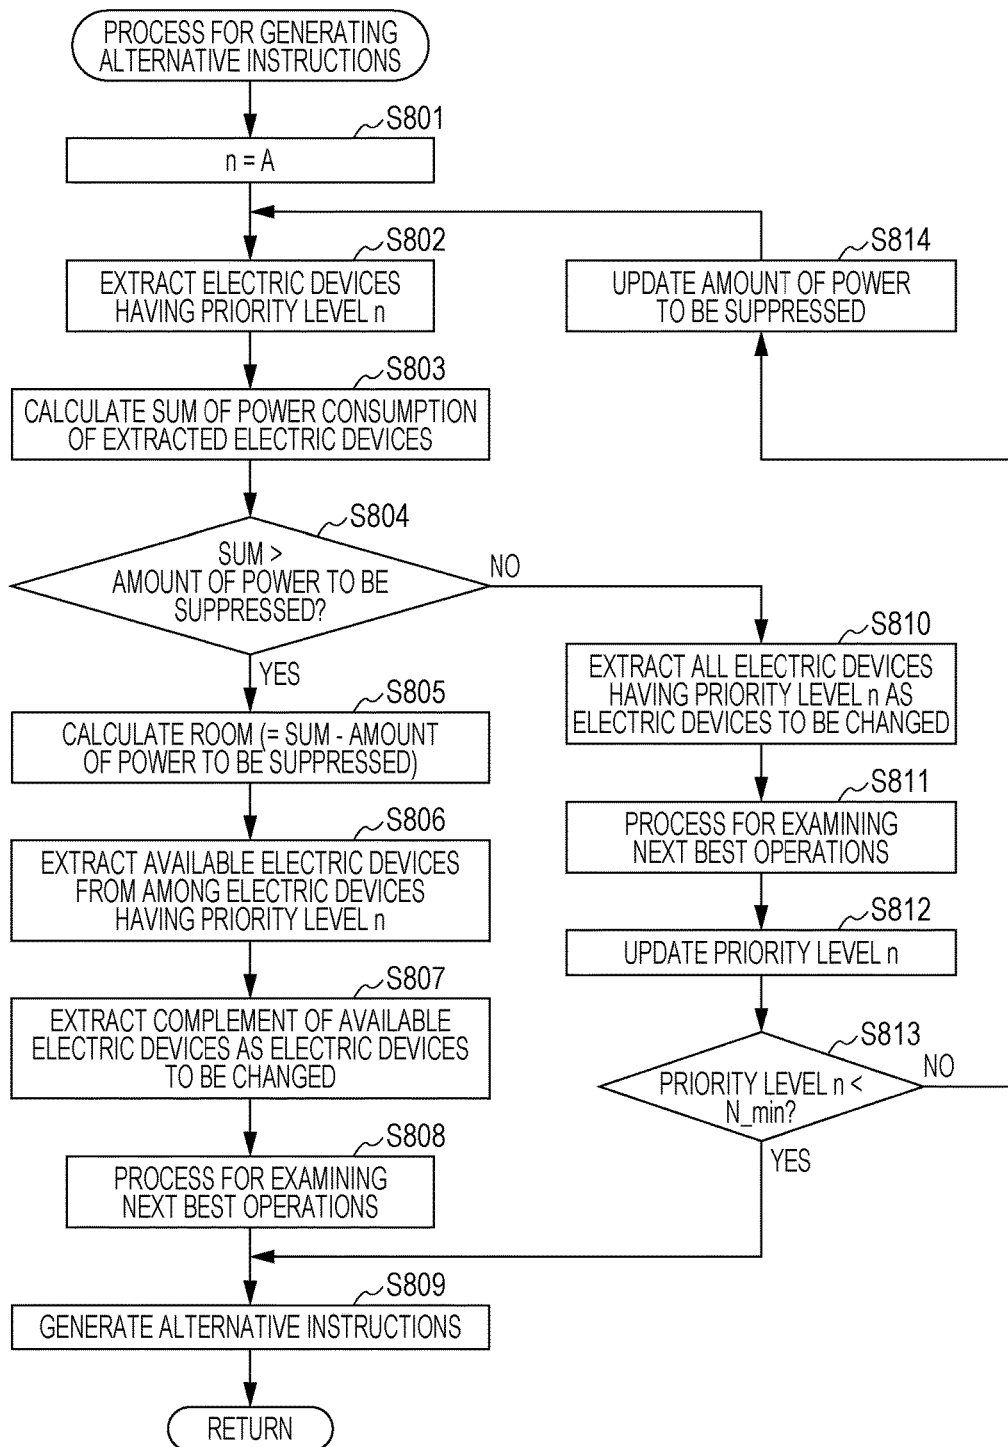 PROCESS FOR GENERATING
ALTERNATIVE INSTRUCTIONS
S801
n = A
S802
EXTRACT ELECTRIC DEVICES
HAVING PRIORITY LEVEL n
S814
UPDATE AMOUNT OF POWER
TO BE SUPPRESSED
S803
CALCULATE SUM OF POWER CONSUMPTION
OF EXTRACTED ELECTRIC DEVICES
S804
SUM >
AMOUNT OF POWER TO BE
SUPPRESSED?
NO
YES
S805
CALCULATE ROOM (= SUM - AMOUNT
OF POWER TO BE SUPPRESSED)
S806
EXTRACT AVAILABLE ELECTRIC DEVICES
FROM AMONG ELECTRIC DEVICES
HAVING PRIORITY LEVEL n
S807
EXTRACT COMPLEMENT OF AVAILABLE
ELECTRIC DEVICES AS ELECTRIC DEVICES
TO BE CHANGED
S808
PROCESS FOR EXAMINING
NEXT BEST OPERATIONS
S810
EXTRACT ALL ELECTRIC DEVICES
HAVING PRIORITY LEVEL n AS
ELECTRIC DEVICES TO BE CHANGED
S811
PROCESS FOR EXAMINING
NEXT BEST OPERATIONS
S812
UPDATE PRIORITY LEVEL n
S813
PRIORITY LEVEL n <
N_min?
NO
YES
S809
GENERATE ALTERNATIVE INSTRUCTIONS
RETURN